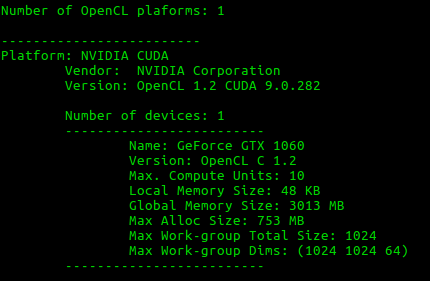 Number of OpenCL plaforms: 1
-------------------------
Platform: NVIDIA CUDA
Vendor:  NVIDIA Corporation
Version: OpenCL 1.2 CUDA 9.0.282
Number of devices: 1
-------------------------
Name: GeForce GTX 1060
Version: OpenCL C 1.2
Max. Compute Units: 10
Local Memory Size: 48 KB
Global Memory Size: 3013 MB
Max Alloc Size: 753 MB
Max Work-group Total Size: 1024
Max Work-group Dims: (1024 1024 64)
-------------------------